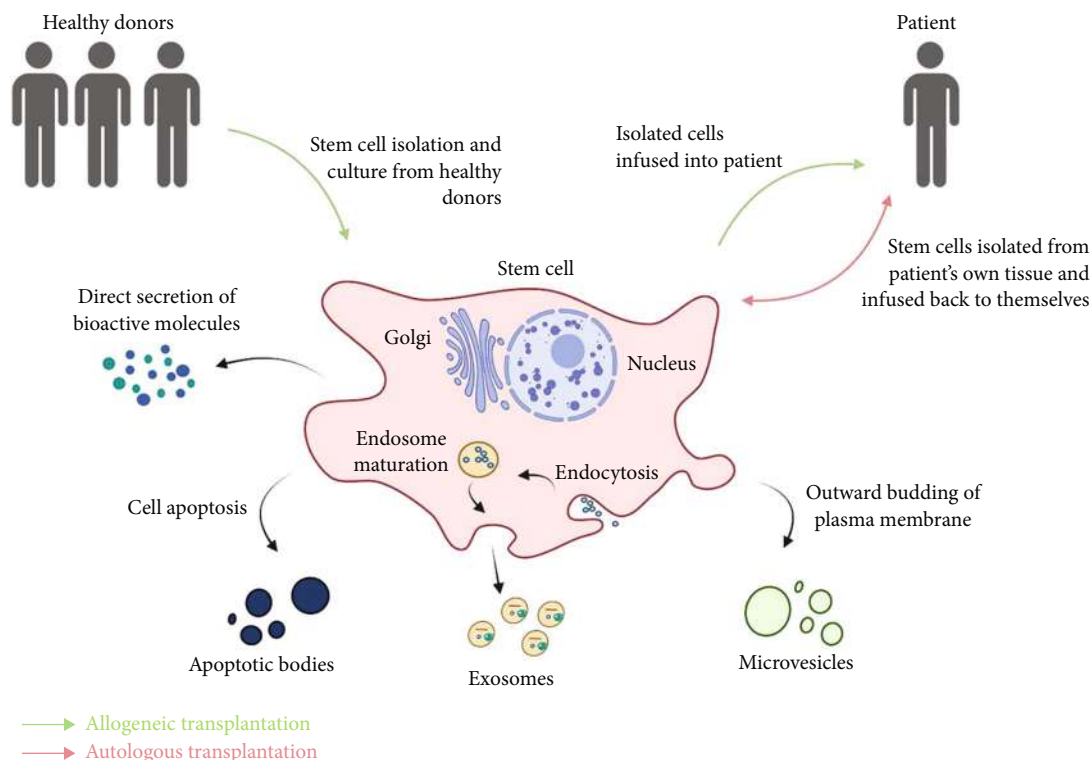 Healthy donors
Patient
Stem cell isolation and
culture from healthy
donors
Isolated cells
infused into patient
Stem cells isolated from
patient's own tissue and
infused back to themselves
Stem cell
Direct secretion of
bioactive molecules
Golgi
Nucleus
Endosome
maturation
Endocytosis
Cell apoptosis
Outward budding of
plasma membrane
Apoptotic bodies
Exosomes
Microvesicles
Allogeneic transplantation
Autologous transplantation